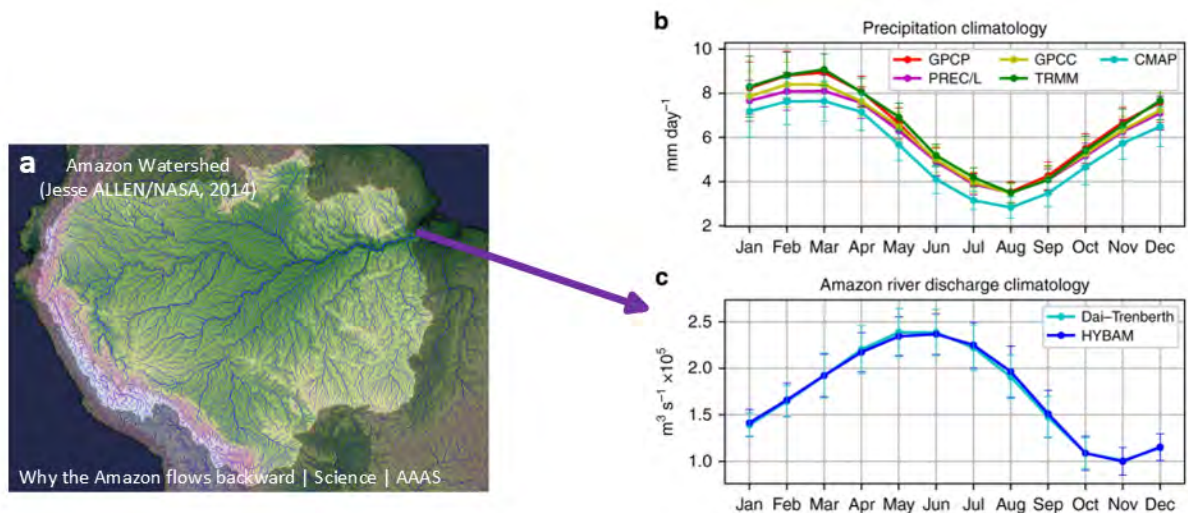 a
Amazon Watershed
(Jesse ALLEN/NASA, 2014)
Why the Amazon flows backward | Science | AAAS
b
Precipitation climatology
GPCP
GPCC
CMAP
PREC/L
TRMM
mm day⁻¹
10
8
6
4
2
Jan Feb Mar Apr May Jun Jul Aug Sep Oct Nov Dec
c
Amazon river discharge climatology
Dai–Trenberth
HYBAM
m³ s⁻¹ ×10⁵
2.5
2.0
1.5
1.0
Jan Feb Mar Apr May Jun Jul Aug Sep Oct Nov Dec